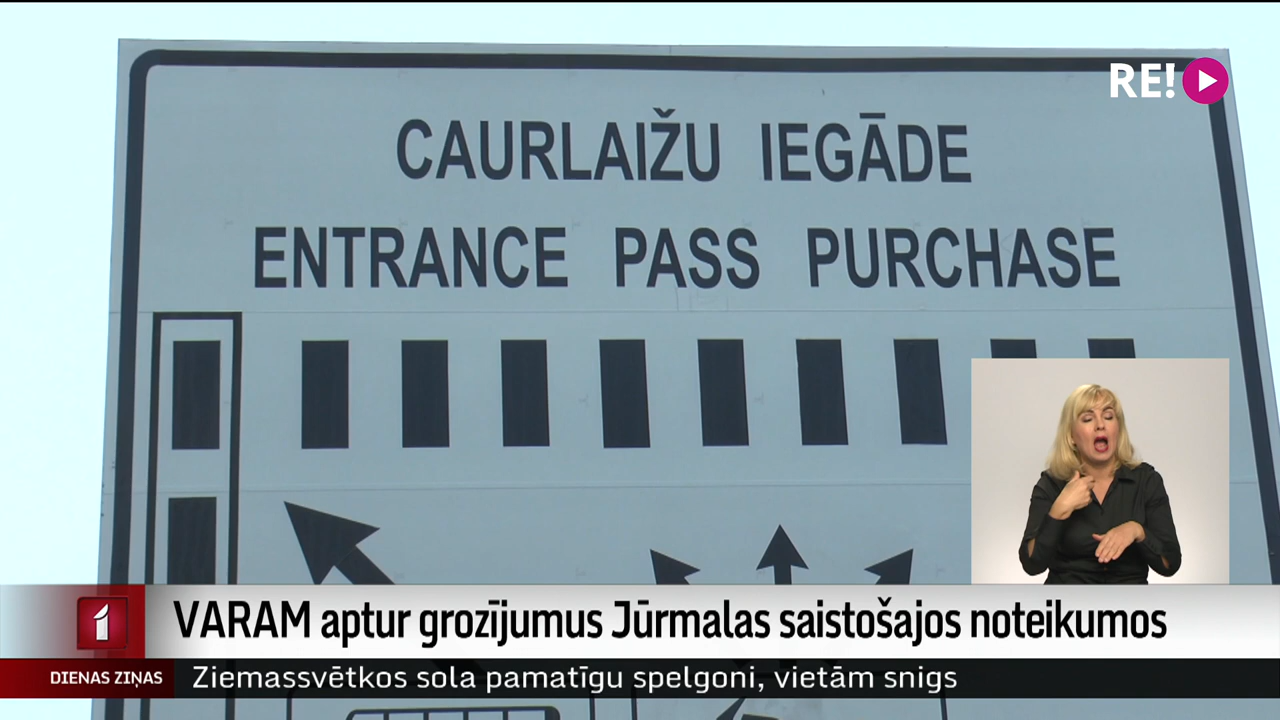 RE!
CAURLAIŽU IEGĀDE
ENTRANCE PASS PURCHASE
1
VARAM aptur grozījumus Jūrmalas saistošajos noteikumos
DIENAS ZIŅAS
Ziemassvētkos sola pamatīgu spelgoni, vietām snigs